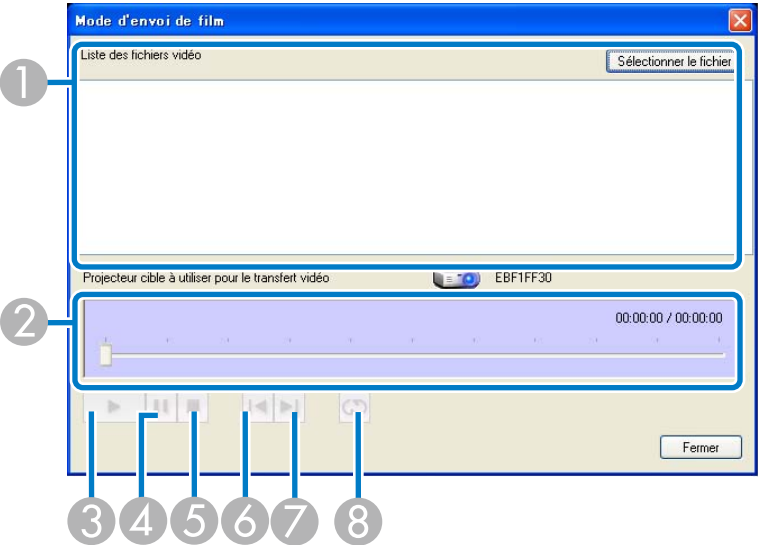 Mode d'envoi de film
Liste des fichiers vidéo
Sélectionner le fichier
1
Projecteur cible à utiliser pour le transfert vidéo
EBF1FF30
2
00:00:00 / 00:00:00
Fermer
3 4 5 6 7 8